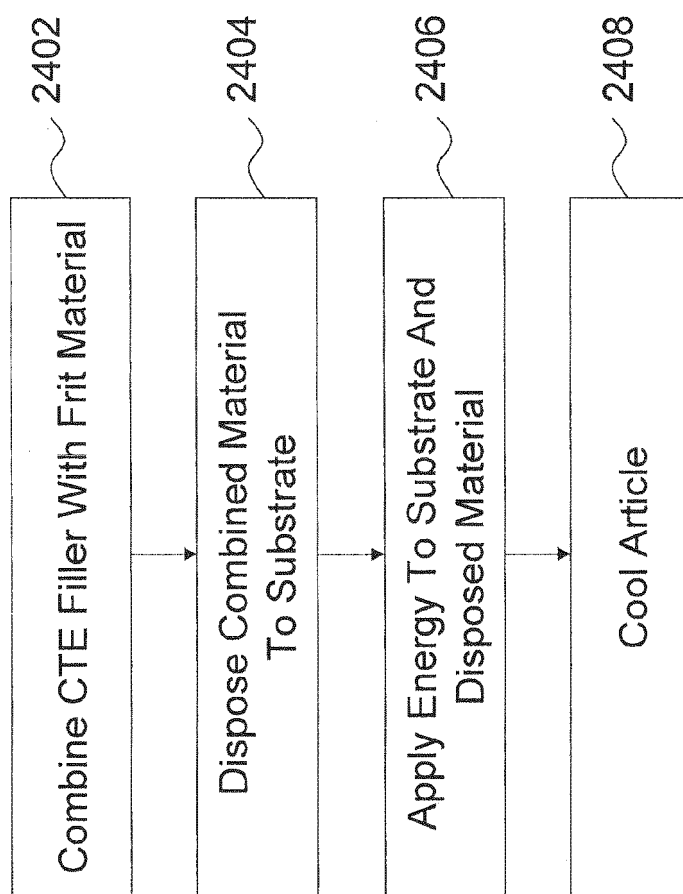 Combine CTE Filler With Frit Material
2402
Dispose Combined Material
To Substrate
2404
Apply Energy To Substrate And
Disposed Material
2406
Cool Article
2408